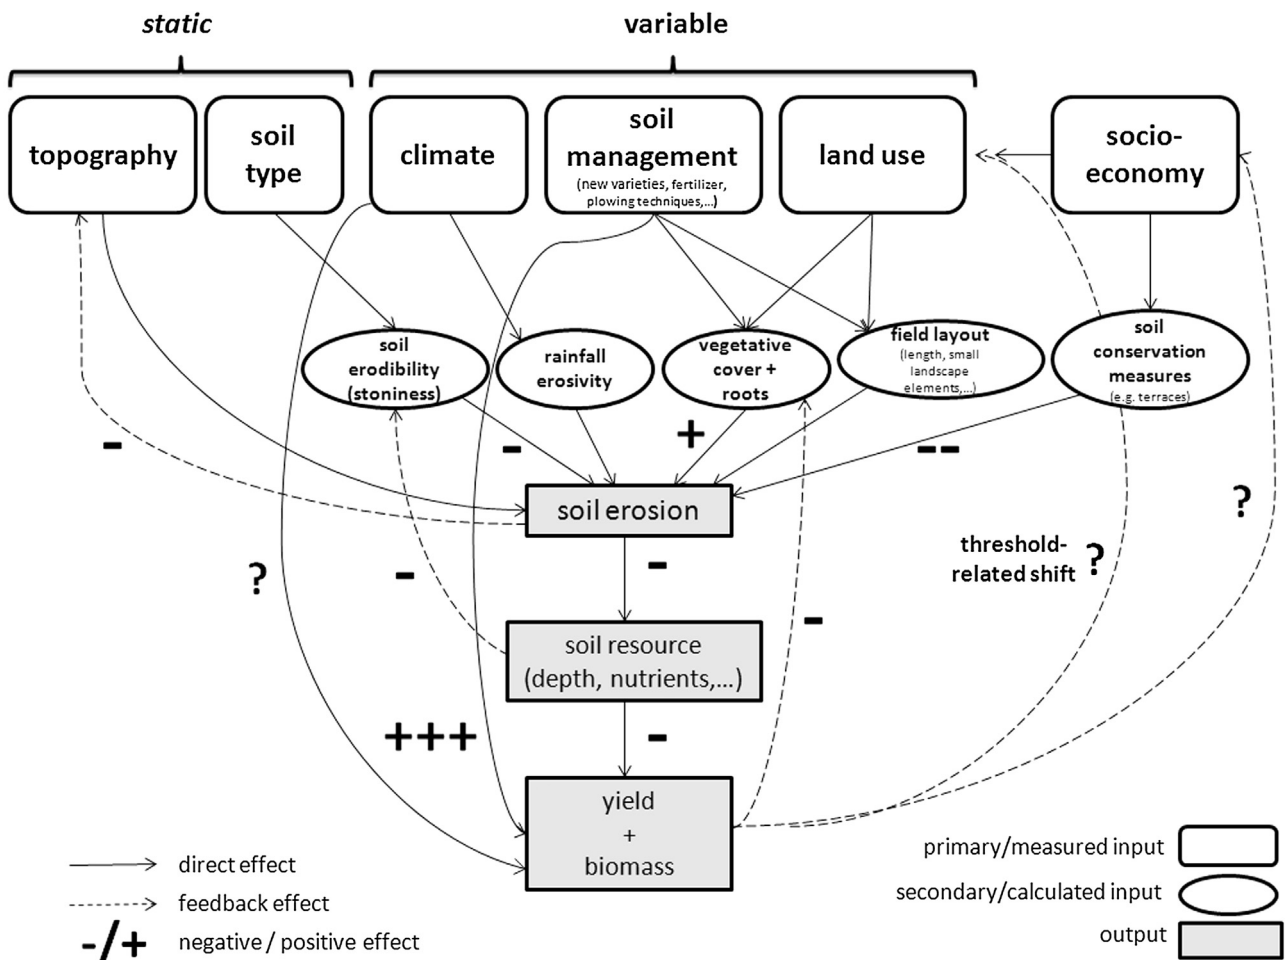 static
variable
topography
soil
type
climate
soil
management
(new varieties, fertilizer,
plowing techniques,...)
land use
socio-
economy
soil
erodibility
(stoniness)
rainfall
erosivity
vegetative
cover +
roots
field layout
(length, small
landscape
elements,...)
soil
conservation
measures
(e.g. terraces)
-
-
+
--
soil erosion
?
-
-
threshold-
related shift
?
?
soil resource
(depth, nutrients,...)
-
+++
-
yield
+
biomass
direct effect
feedback effect
-/+ negative / positive effect
primary/measured input
secondary/calculated input
output